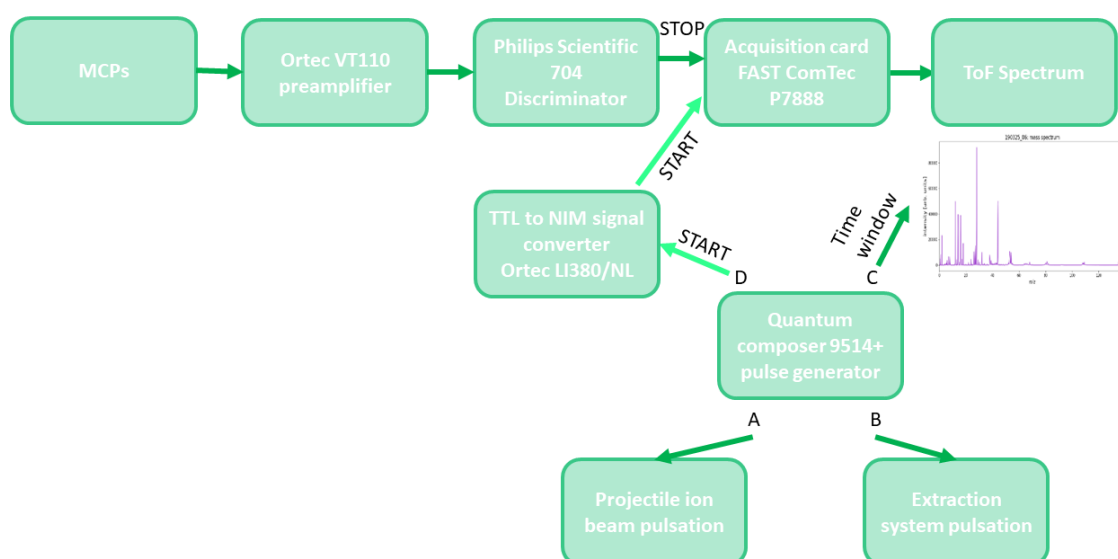 MCPs
Ortec VT110
preamplifier
Philips Scientific
704
Discriminator
STOP
Acquisition card
FAST ComTec
P7888
ToF Spectrum
START
TTL to NIM signal
converter
Ortec LI380/NL
START
D
Time
window
C
Quantum
composer 9514+
pulse generator
A
B
Projectile ion
beam pulsation
Extraction
system pulsation